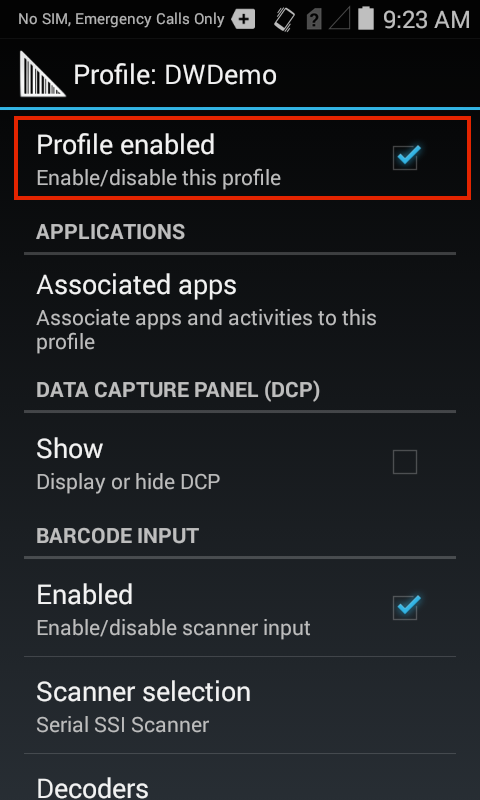 No SIM, Emergency Calls Only
9:23 AM
Profile: DWDemo
Profile enabled
Enable/disable this profile
APPLICATIONS
Associated apps
Associate apps and activities to this
profile
DATA CAPTURE PANEL (DCP)
Show
Display or hide DCP
BARCODE INPUT
Enabled
Enable/disable scanner input
Scanner selection
Serial SSI Scanner
Decoders